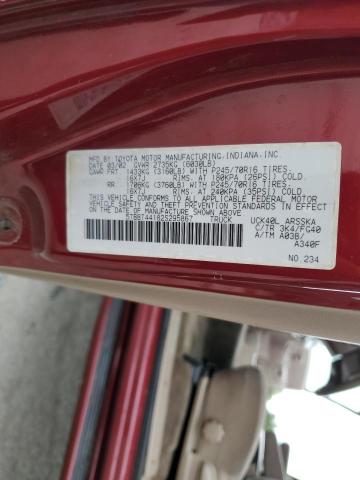 MFD. BY: TOYOTA MOTOR MANUFACTURING, INDIANA, INC.
DATE 03/02 GVWR 2735KG (6030LB)
GAWR FRT 1433KG (3160LB) WITH P245/70R16 TIRES.
16X7J RIMS. AT 180KPA (26PSI) COLD.
RR 1706KG (3760LB) WITH P245/70R16 TIRES.
16X7J RIMS. AT 240KPA (35PSI) COLD.
THIS VEHICLE CONFORMS TO ALL APPLICABLE FEDERAL MOTOR
VEHICLE SAFETY AND THEFT PREVENTION STANDARDS IN EFFECT
ON THE DATE OF MANUFACTURE SHOWN ABOVE.
5TBBT44182S295867 TRUCK
UCK40L ARSSKA
C/TR 3K4/FG40
A/TM A03B/
A340F
NO. 234